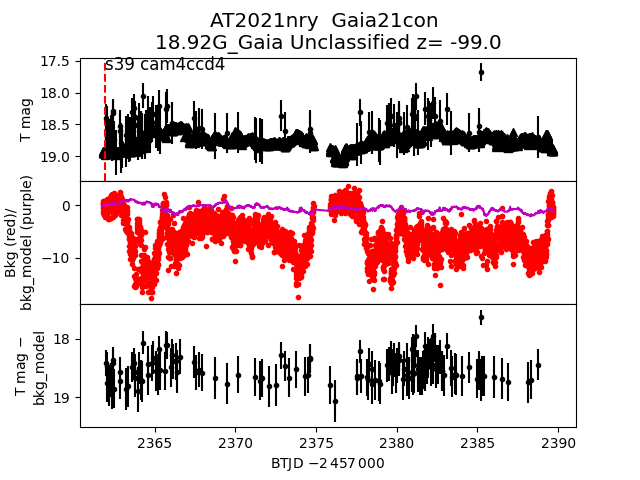 AT2021nry  Gaia21con
18.92G_Gaia Unclassified z= -99.0
s39 cam4ccd4
17.5
18.0
18.5
19.0
T mag
0
−10
Bkg (red)/
bkg_model (purple)
18
19
T mag −
bkg_model
2365
2370
2375
2380
2385
2390
BTJD −2 457 000